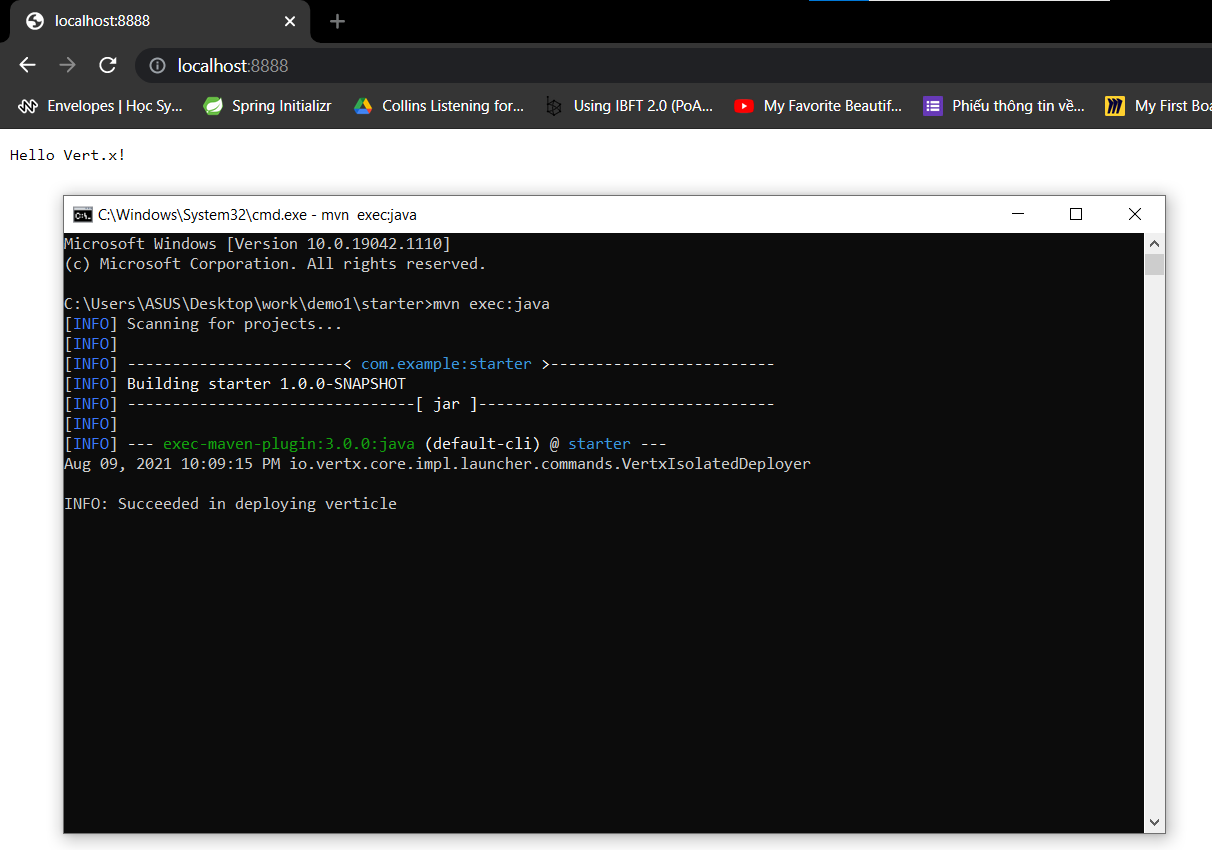 localhost:8888
localhost:8888
Envelopes | Học Sy... Spring Initializr Collins Listening for... Using IBFT 2.0 (PoA... My Favorite Beautif... Phiếu thông tin về... My First Boa
Hello Vert.x!
C:\Windows\System32\cmd.exe - mvn  exec:java
Microsoft Windows [Version 10.0.19042.1110]
(c) Microsoft Corporation. All rights reserved.
C:\Users\ASUS\Desktop\work\demo1\starter>mvn exec:java
[INFO] Scanning for projects...
[INFO]
[INFO] ------------------------< com.example:starter >-------------------------
[INFO] Building starter 1.0.0-SNAPSHOT
[INFO] --------------------------------[ jar ]---------------------------------
[INFO]
[INFO] --- exec-maven-plugin:3.0.0:java (default-cli) @ starter ---
Aug 09, 2021 10:09:15 PM io.vertx.core.impl.launcher.commands.VertxIsolatedDeployer
INFO: Succeeded in deploying verticle